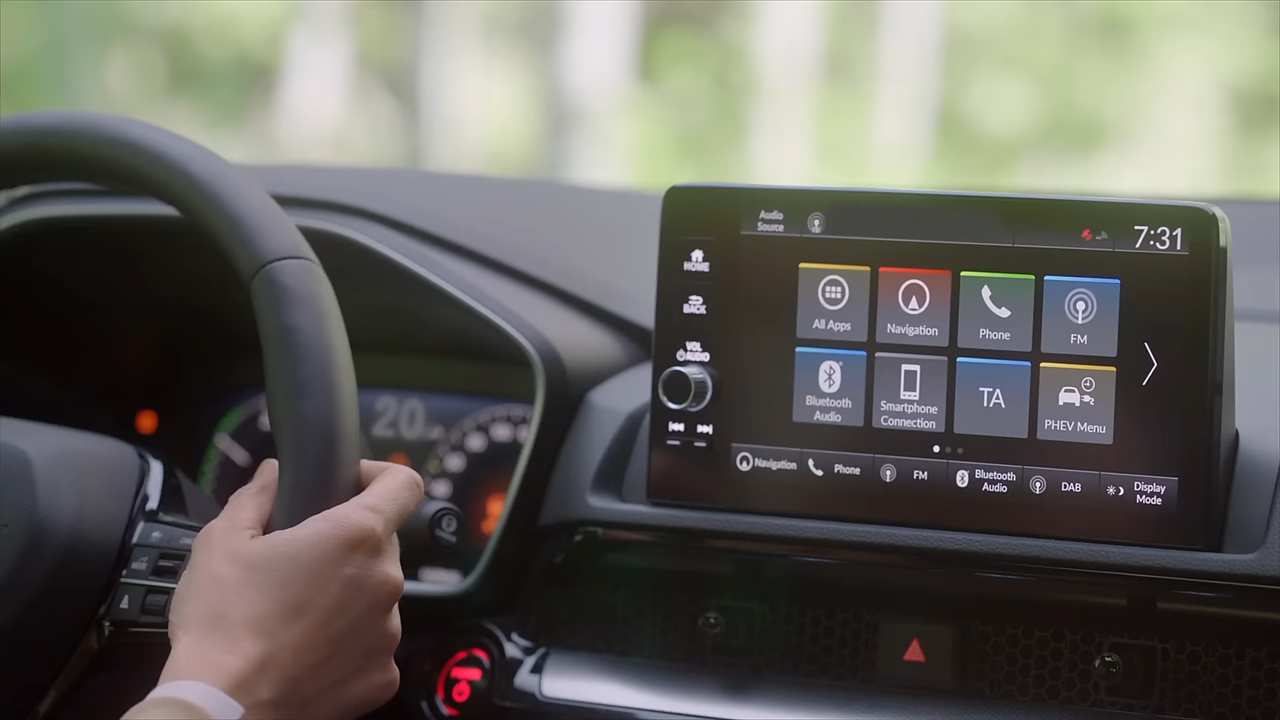 Audio
Source
7:31
HOME
BACK
VOL
AUDIO
All Apps
Navigation
Phone
FM
Bluetooth
Audio
Smartphone
Connection
TA
PHEV Menu
Navigation
Phone
FM
Bluetooth
Audio
DAB
Display
Mode
20